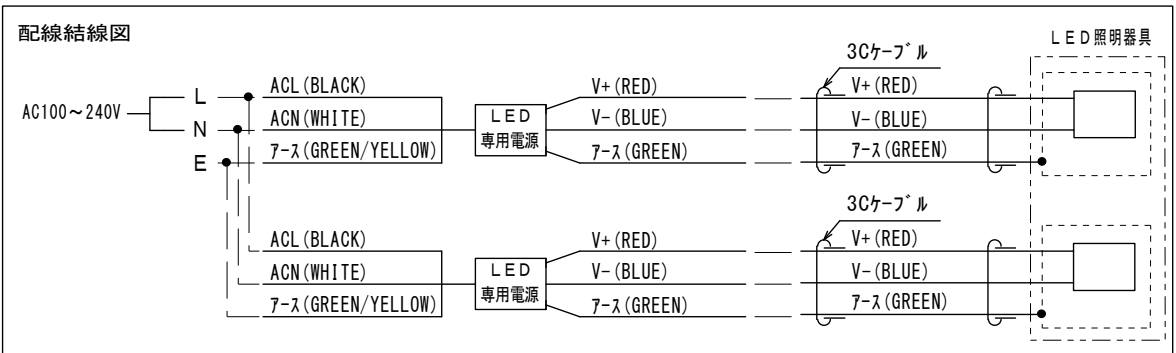 配線結線図
LED照明器具
3Cケーブル
AC100～240V
L
N
E
ACL(BLACK)
ACN(WHITE)
アース(GREEN/YELLOW)
LED
専用電源
V+(RED)
V-(BLUE)
アース(GREEN)
V+(RED)
V-(BLUE)
アース(GREEN)
3Cケーブル
ACL(BLACK)
ACN(WHITE)
アース(GREEN/YELLOW)
LED
専用電源
V+(RED)
V-(BLUE)
アース(GREEN)
V+(RED)
V-(BLUE)
アース(GREEN)